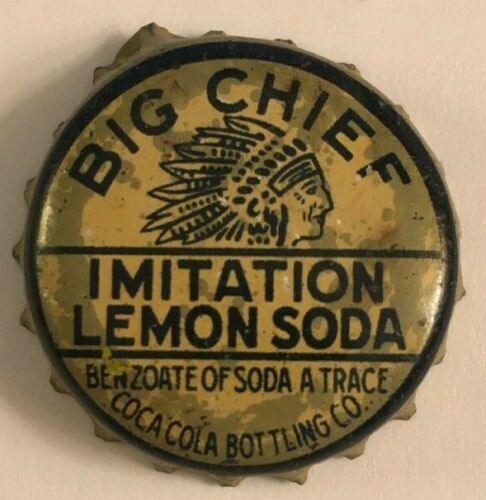 BIG CHIEF
IMITATION
LEMON SODA
BENZOATE OF SODA A TRACE
COCA COLA BOTTLING CO.